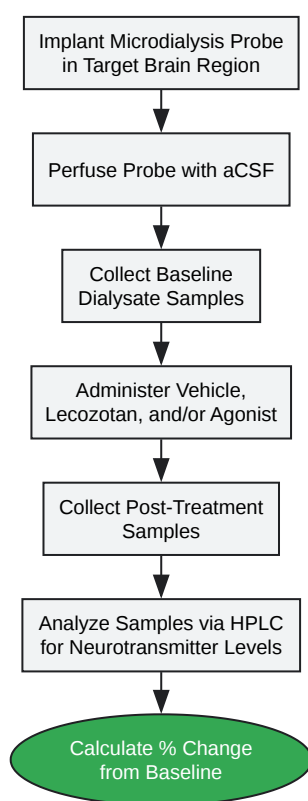 Implant Microdialysis Probe
in Target Brain Region
Perfuse Probe with aCSF
Collect Baseline
Dialysate Samples
Administer Vehicle,
Lecozotan, and/or Agonist
Collect Post-Treatment
Samples
Analyze Samples via HPLC
for Neurotransmitter Levels
Calculate % Change
from Baseline